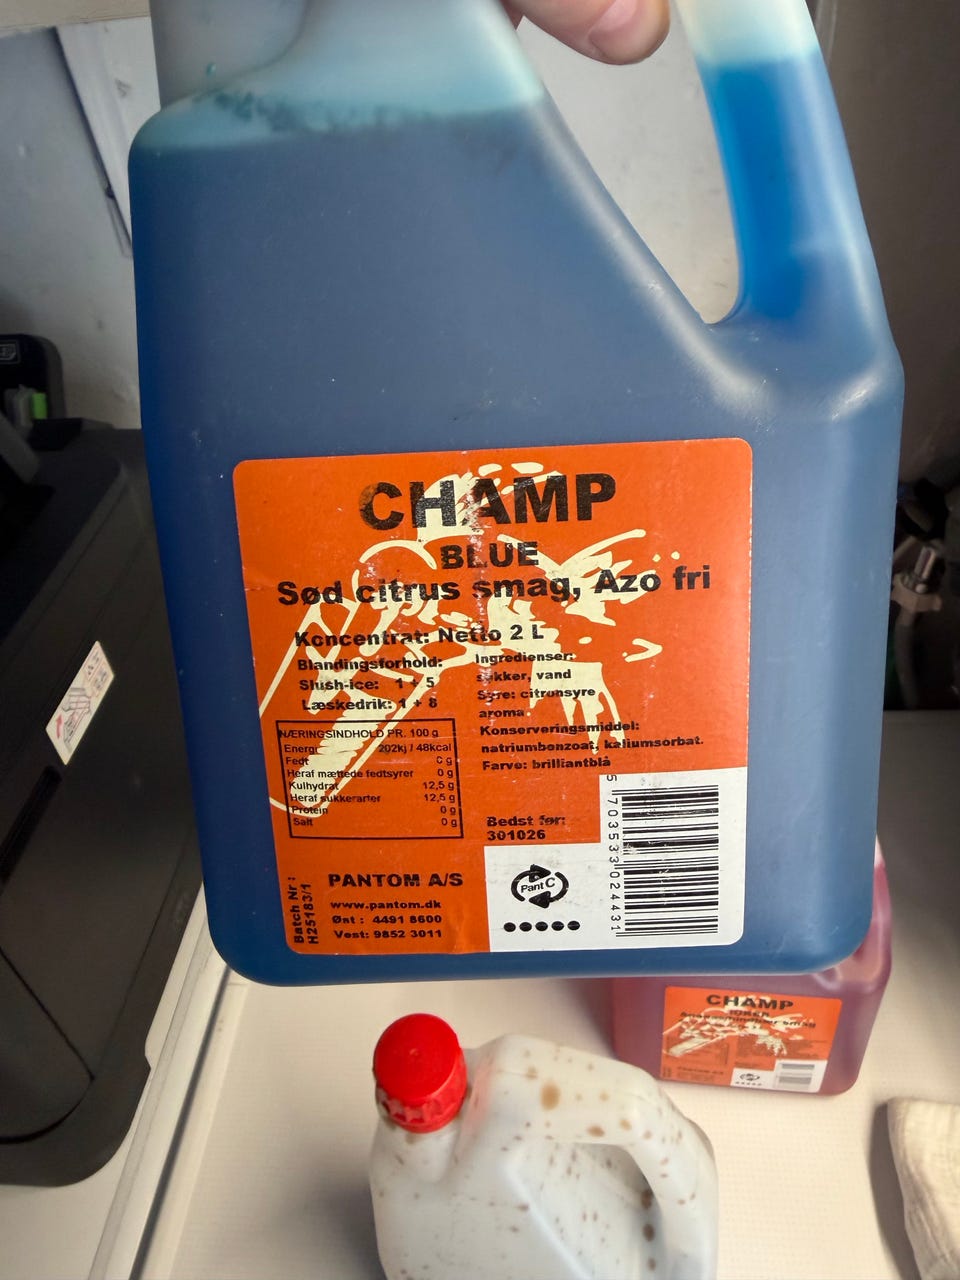 CHAMP
BLUE
Sød citrus smag, Azo fri
Koncentrat: Netto 2 L
Blandingsforhold:
Slush-ice: 1 + 5
Læskedrik: 1 + 8
Ingredienser:
sukker, vand
Syre: citronsyre
aroma
Konserveringsmiddel:
natriumbenzoat, kaliumsorbat.
Farve: brilliantblå
NÆRINGSINDHOLD PR. 100 g
Energi 202kj / 48kcal
Fedt 0 g
Heraf mættede fedtsyrer 0 g
Kulhydrat 12,5 g
Heraf sukkerarter 12,5 g
Protein 0 g
Salt 0 g
Bedst før:
301026
Batch Nr :
H25183/1
PANTOM A/S
www.pantom.dk
Ønt : 4491 8600
Vest: 9852 3011
Pant C
5 703533 024431
CHAMP
smag
PANTOM A/S